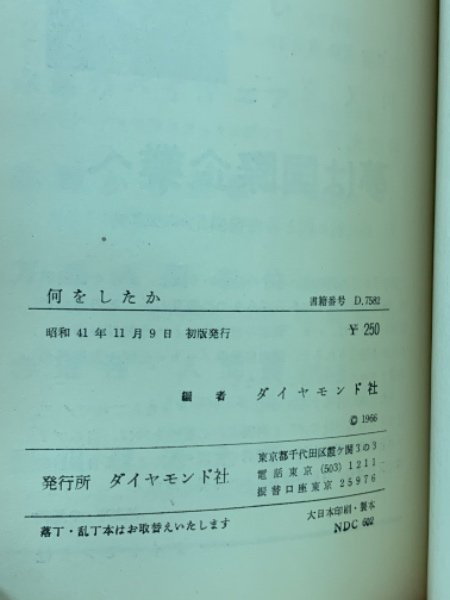 何をしたか 書籍番号 D.7582
昭和 41 年 11 月 9 日 初版発行 ¥ 250
編 者 ダイヤモンド社
© 1966
東京都千代田区霞ケ関3の3
発行所 ダイヤモンド社 電話東京 (503) 1211
振替口座東京 25976
落丁・乱丁本はお取替えいたします 大日本印刷・製本
NDC 602